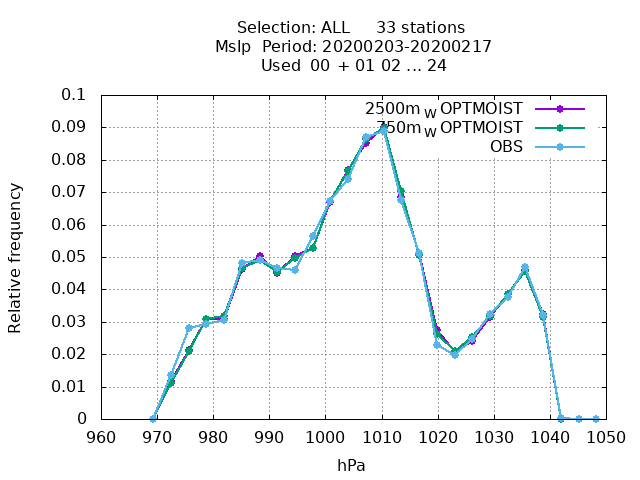 Selection: ALL 33 stations
Mslp Period: 20200203-20200217
Used 00 + 01 02 ... 24
2500m W OPTMOIST
750m W OPTMOIST
OBS
Relative frequency
0.1
0.09
0.08
0.07
0.06
0.05
0.04
0.03
0.02
0.01
0
960 970 980 990 1000 1010 1020 1030 1040 1050
hPa